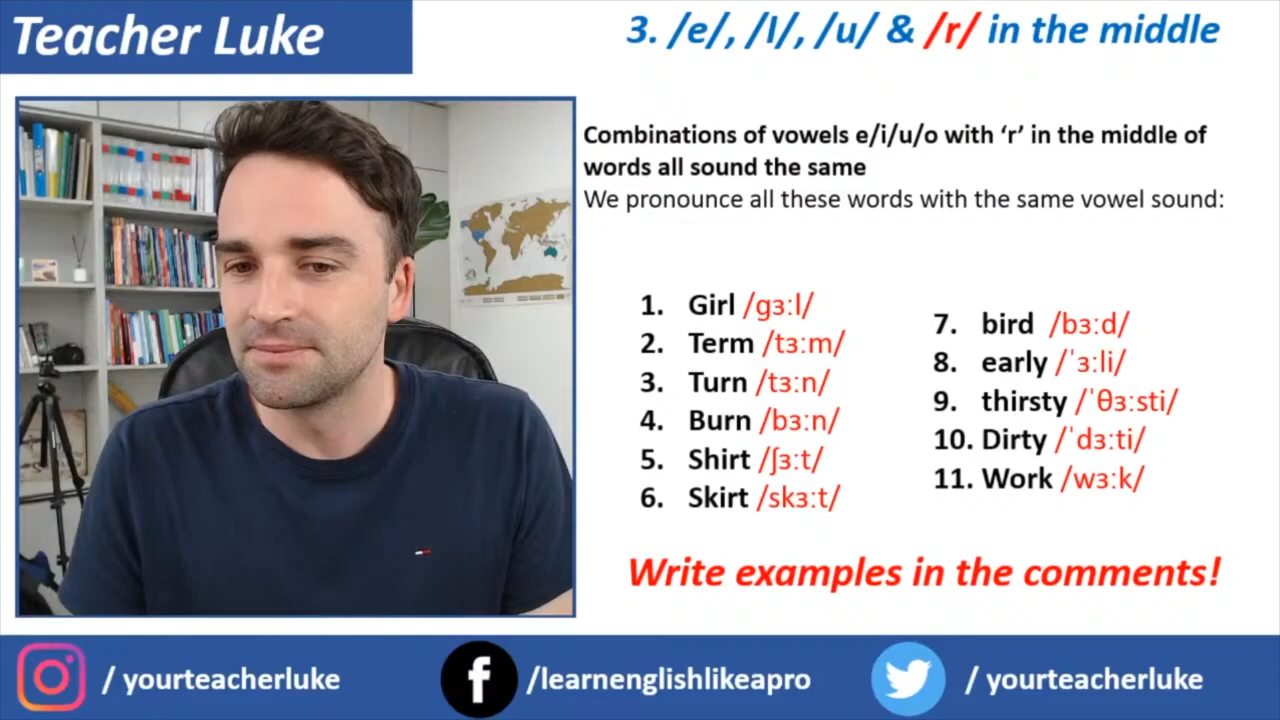 Teacher Luke
3. /e/, /I/, /u/ & /r/ in the middle
Combinations of vowels e/i/u/o with ‘r’ in the middle of
words all sound the same
We pronounce all these words with the same vowel sound:
1. Girl /gɜːl/
2. Term /tɜːm/
3. Turn /tɜːn/
4. Burn /bɜːn/
5. Shirt /ʃɜːt/
6. Skirt /skɜːt/
7. bird /bɜːd/
8. early /ˈɜːli/
9. thirsty /ˈθɜːsti/
10. Dirty /ˈdɜːti/
11. Work /wɜːk/
Write examples in the comments!
/ yourteacherluke
/learnenglishlikeapro
/ yourteacherluke